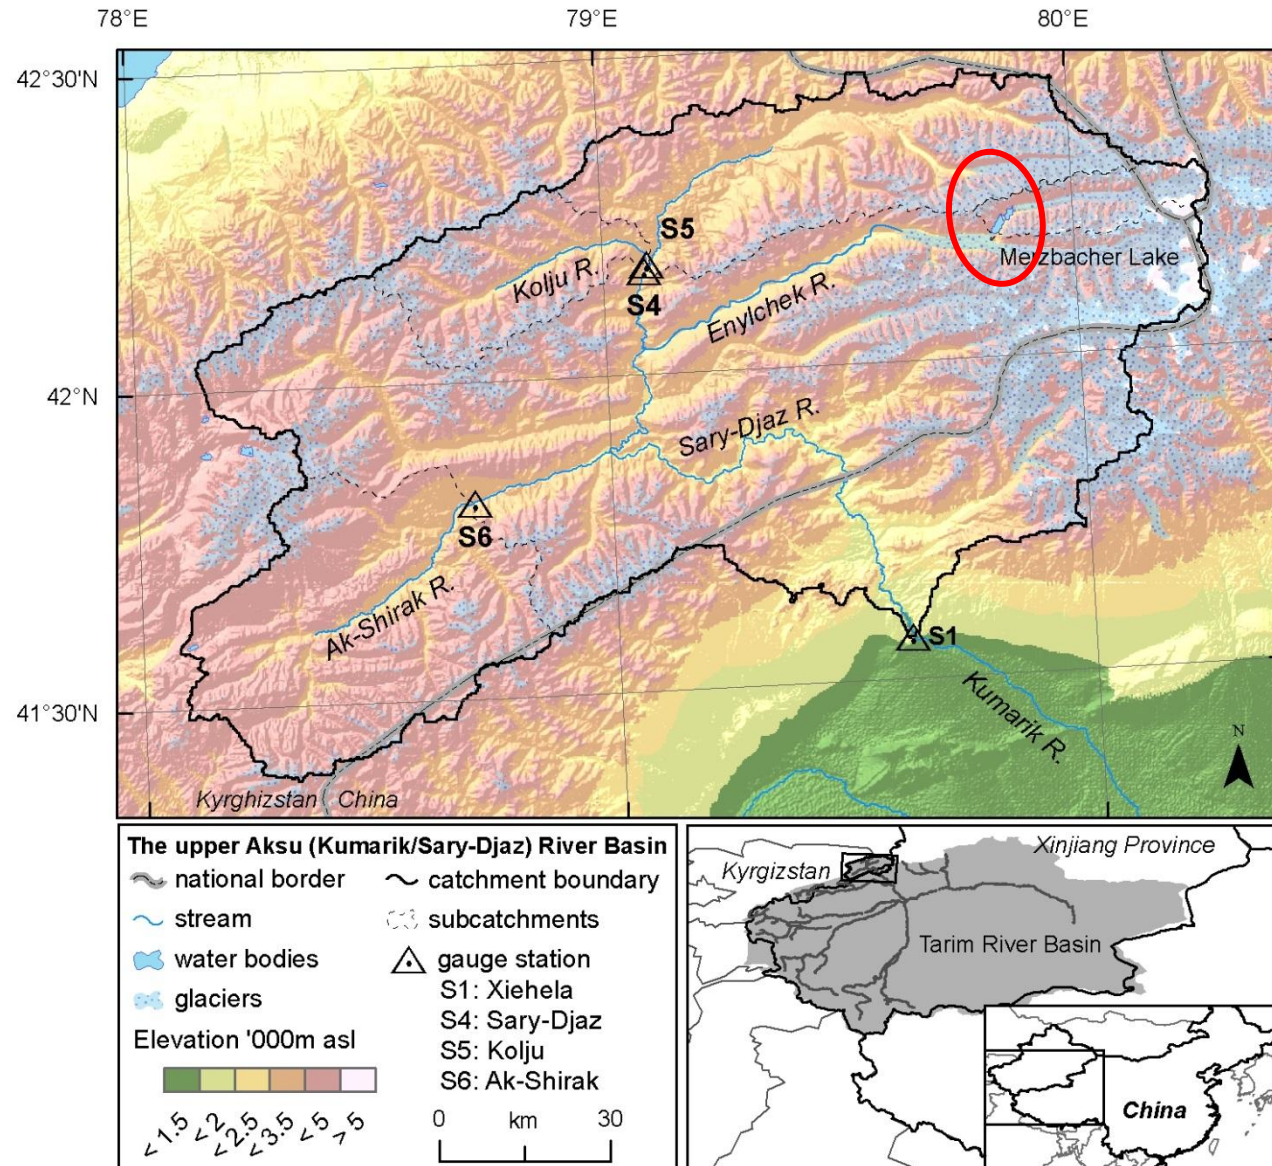 78°E
79°E
80°E
42°30'N
42°N
41°30'N
S5
Kolju R.
S4
Merzbacher Lake
Enylchek R.
Sary-Djaz R.
S6
Ak-Shirak R.
S1
Kumarik R.
N
Kyrghizstan
China
The upper Aksu (Kumarik/Sary-Djaz) River Basin
national border
catchment boundary
stream
subcatchments
water bodies
gauge station
glaciers
S1: Xiehela
S4: Sary-Djaz
S5: Kolju
S6: Ak-Shirak
Elevation '000m asl
< 1.5
< 2
< 2.5
< 3.5
< 5
> 5
0 km 30
Kyrgizstan
Xinjiang Province
Tarim River Basin
China